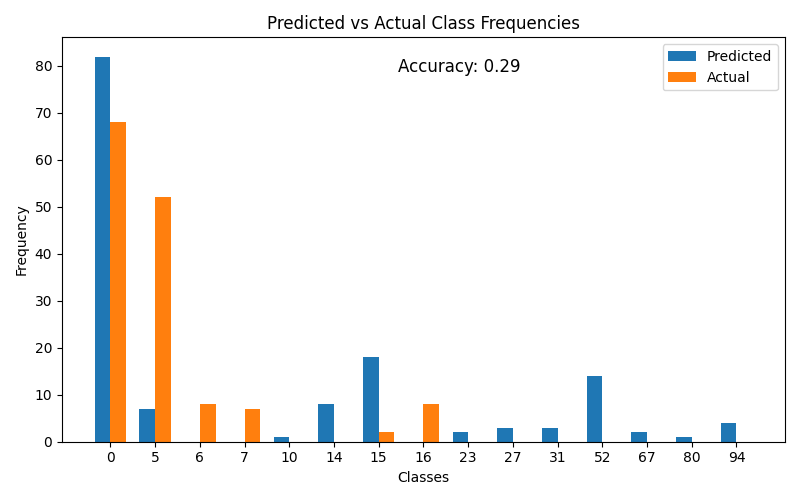 Predicted vs Actual Class Frequencies
Accuracy: 0.29
Predicted
Actual
Frequency
80
70
60
50
40
30
20
10
0
0 5 6 7 10 14 15 16 23 27 31 52 67 80 94
Classes